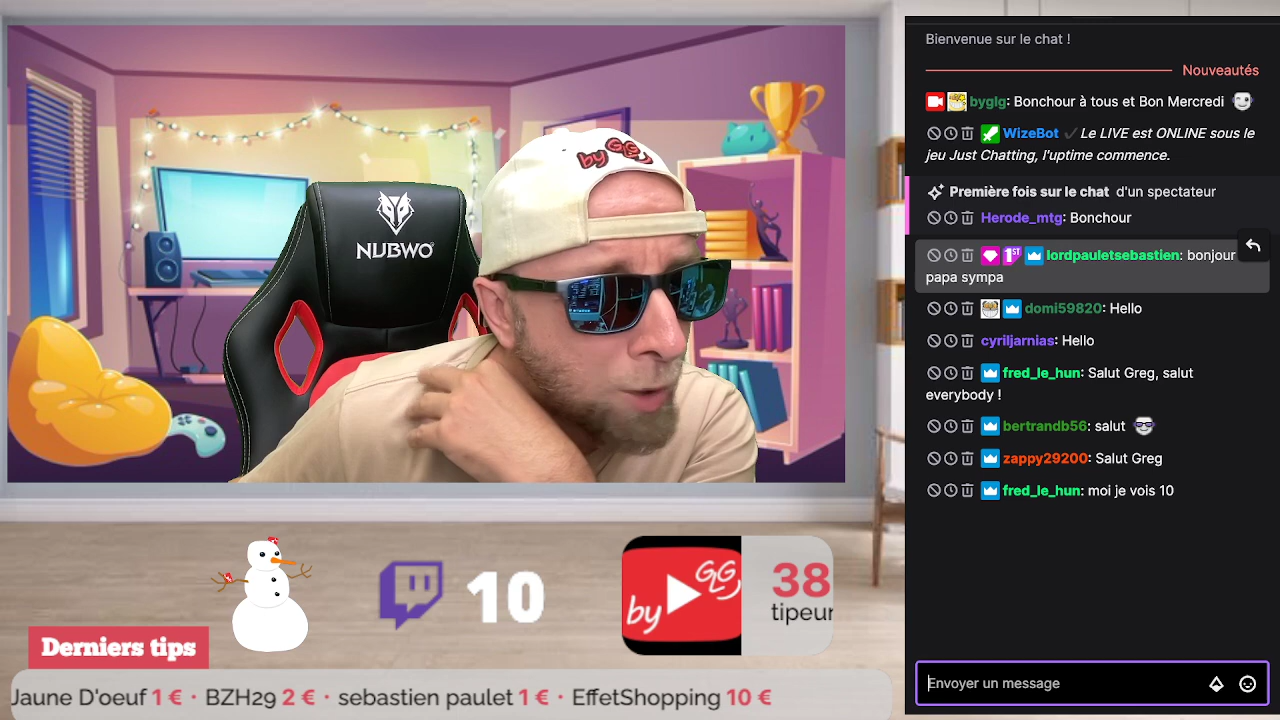 by GLG
NUBWO
Bienvenue sur le chat !
Nouveautés
byglg: Bonchour à tous et Bon Mercredi
WizeBot ✓ Le LIVE est ONLINE sous le
jeu Just Chatting, l'uptime commence.
Première fois sur le chat d'un spectateur
Herode_mtg: Bonchour
1ST lordpauletsebastien: bonjour
papa sympa
domi59820: Hello
cyriljarnias: Hello
fred_le_hun: Salut Greg, salut
everybody !
bertrandb56: salut
zappy29200: Salut Greg
fred_le_hun: moi je vois 10
Envoyer un message
10
by GLG
38
tipeur
Derniers tips
Jaune D'oeuf 1 € · BZH29 2 € · sebastien paulet 1 € · EffetShopping 10 €